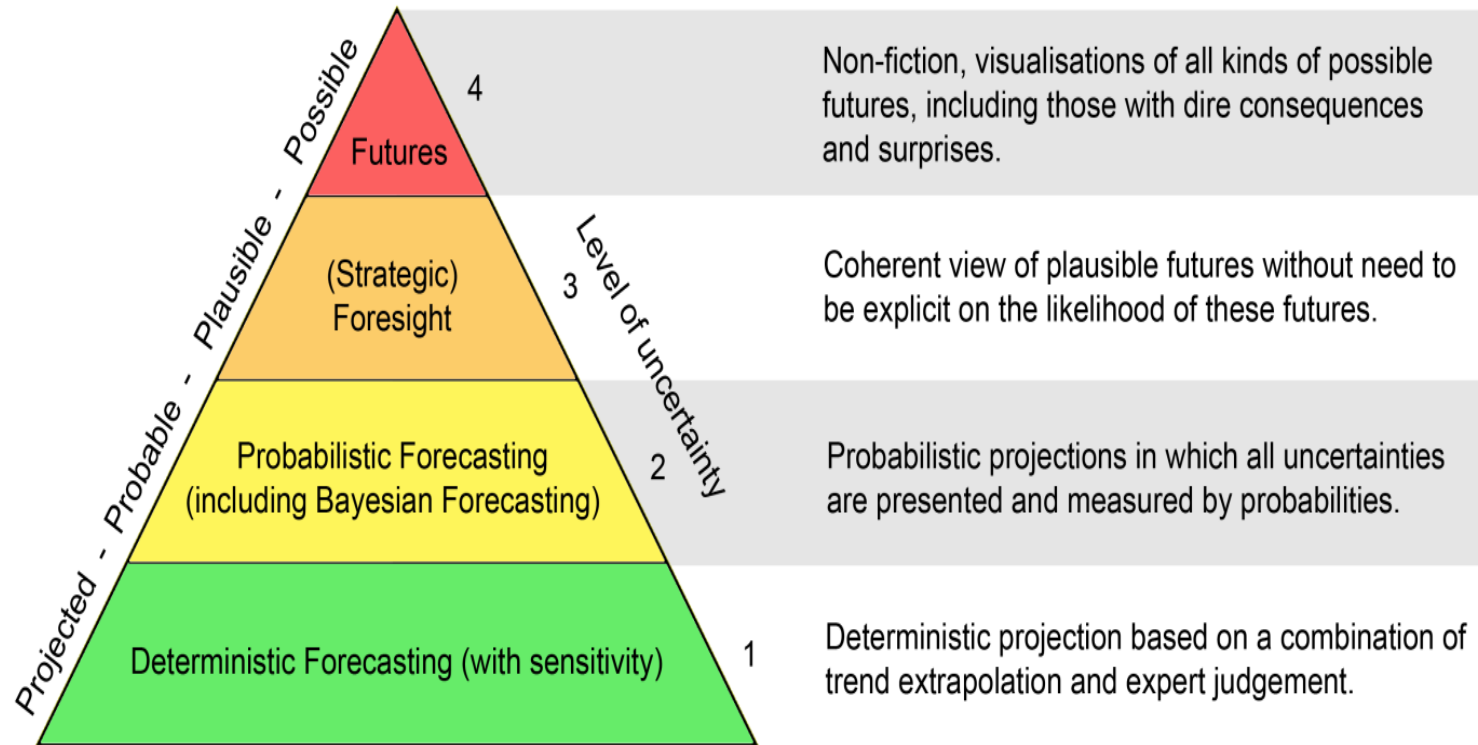 Projected - Probable - Plausible - Possible
Level of uncertainty
4
Futures
Non-fiction, visualisations of all kinds of possible
futures, including those with dire consequences
and surprises.
3
(Strategic)
Foresight
Coherent view of plausible futures without need to
be explicit on the likelihood of these futures.
2
Probabilistic Forecasting
(including Bayesian Forecasting)
Probabilistic projections in which all uncertainties
are presented and measured by probabilities.
1
Deterministic Forecasting (with sensitivity)
Deterministic projection based on a combination of
trend extrapolation and expert judgement.